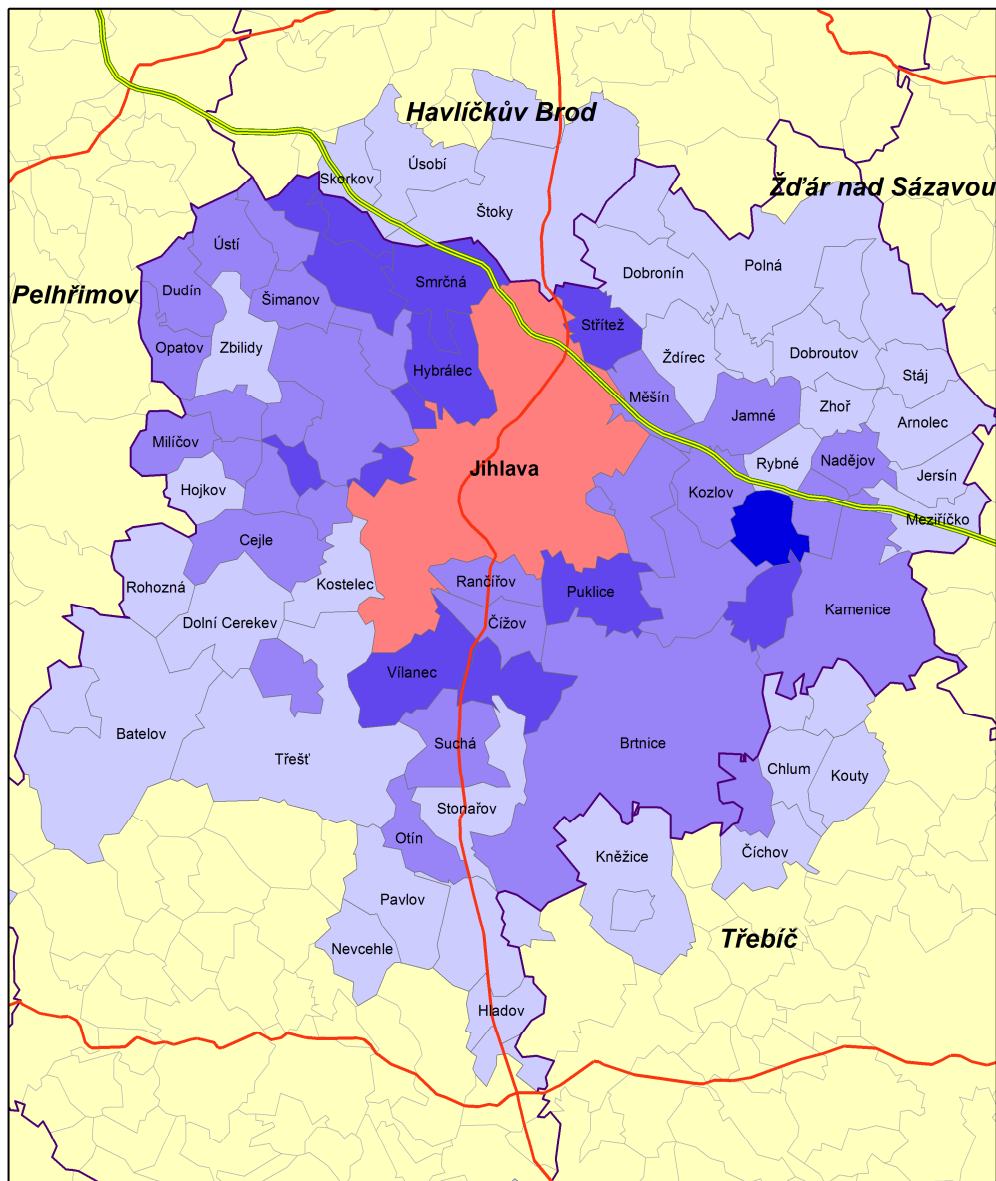 Havlíčkův Brod
Úsobí
Skorkov
Žďár nad Sázavou
Štoky
Ústí
Dobronín
Polná
Smrčná
Dudín
Pelhřimov
Šimanov
Střítež
Opatov
Zbilidy
Ždírec
Dobroutov
Hybrálec
Stáj
Měšín
Zhoř
Jamné
Arnolec
Milíčov
Nadějov
Rybné
Jihlava
Jersín
Hojkov
Kozlov
Meziříčko
Cejle
Rančířov
Kostelec
Rohozná
Puklice
Kamenice
Dolní Cerekev
Čížov
Vílanec
Batelov
Suchá
Brtnice
Třešť
Chlum
Kouty
Stonařov
Otín
Kněžice
Číchov
Pavlov
Třebíč
Nevcehle
Hladov